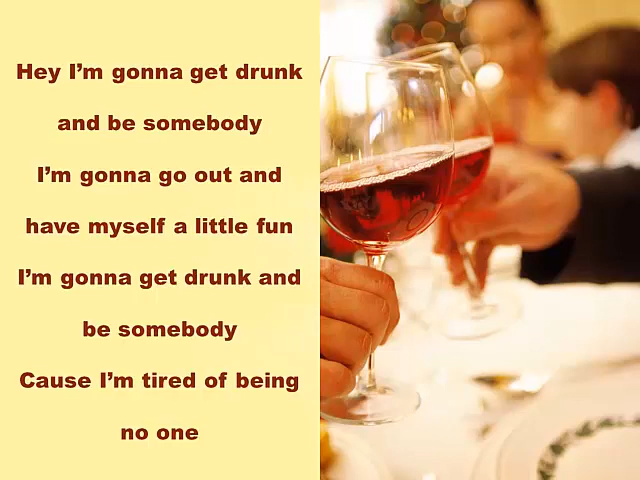 Hey I'm gonna get drunk
and be somebody
I'm gonna go out and
have myself a little fun
I'm gonna get drunk and
be somebody
Cause I'm tired of being
no one